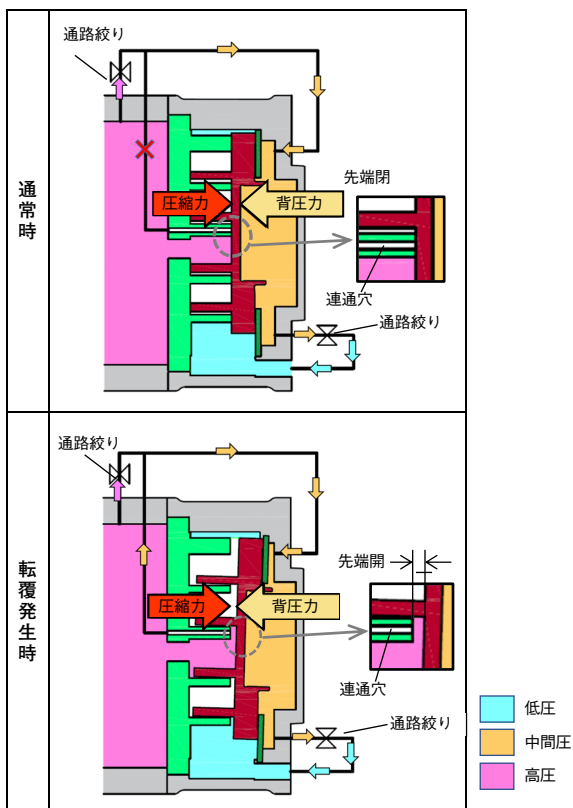 通常時
通路絞り
圧縮力
背圧力
先端閉
連通穴
通路絞り
転覆発生時
通路絞り
圧縮力
背圧力
先端開
連通穴
通路絞り
低圧
中間圧
高圧